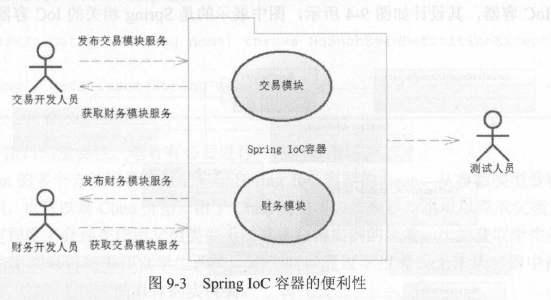 IoC 容器，其设计如图 9-4 所示，图中展示的是 Spring 相关的 IoC 容器
发布交易模块服务
交易模块
交易开发人员
获取财务模块服务
Spring IoC容器
测试人员
发布财务模块服务
财务模块
财务开发人员
获取交易模块服务
图 9-3 Spring IoC 容器的便利性